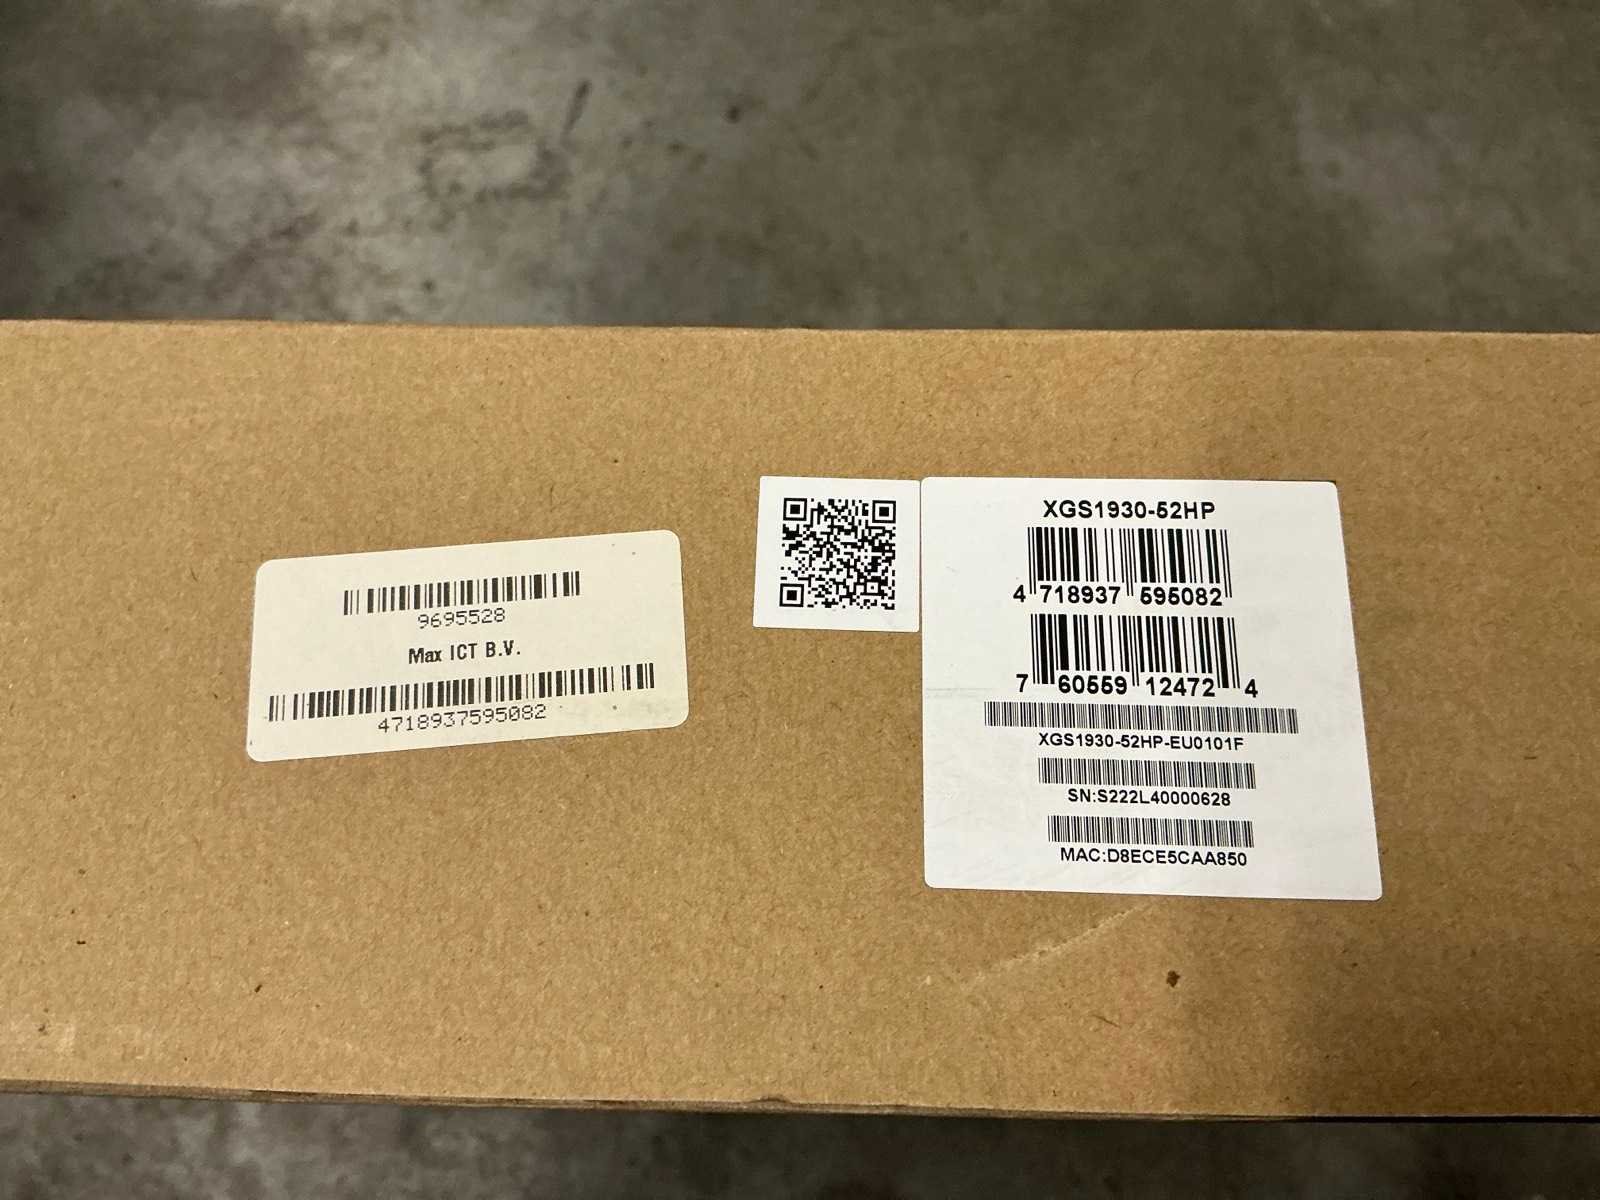 9695528
Max ICT B.V.
4718937595082
XGS1930-52HP
4 718937 595082
7 60559 12472 4
XGS1930-52HP-EU0101F
SN:S222L40000628
MAC:D8ECE5CAA850